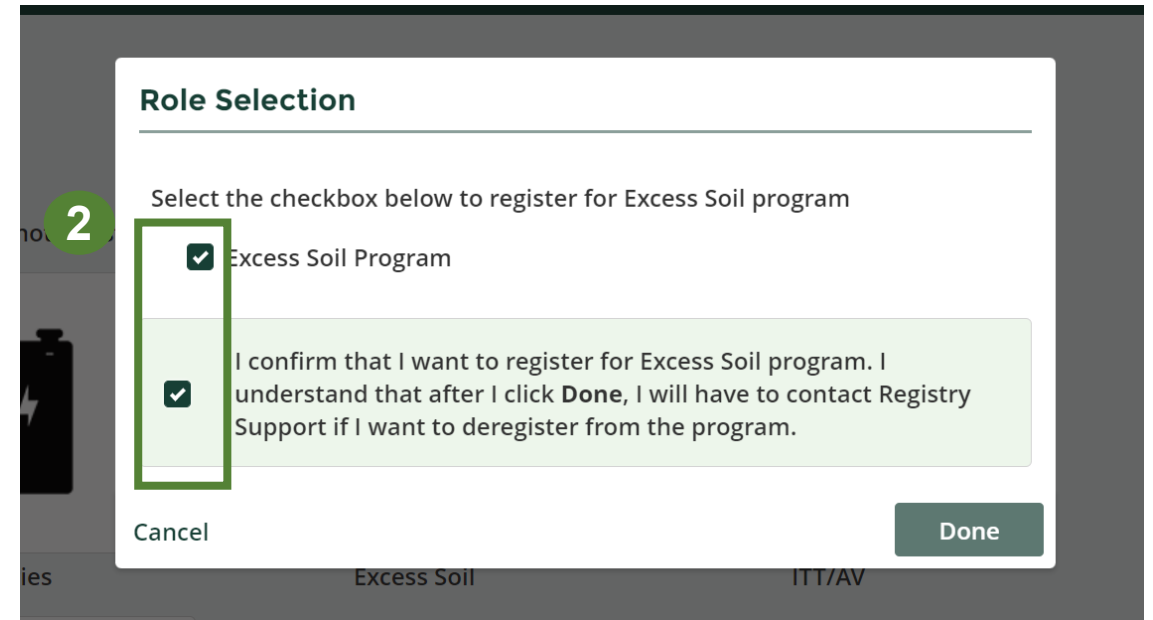 Role Selection
Select the checkbox below to register for Excess Soil program
2
Excess Soil Program
I confirm that I want to register for Excess Soil program. I
understand that after I click Done, I will have to contact Registry
Support if I want to deregister from the program.
Cancel
Done
ies
Excess Soil
ITT/AV